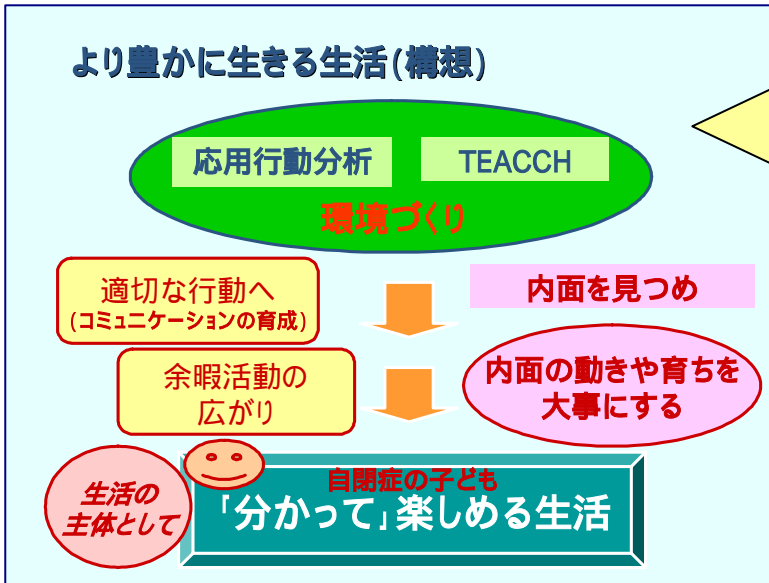 より豊かに生きる生活(構想)
応用行動分析
TEACCH
環境づくり
適切な行動へ
(コミュニケーションの育成)
内面を見つめ
余暇活動の
広がり
内面の動きや育ちを
大事にする
生活の
主体として
自閉症の子ども
「分かって」楽しめる生活